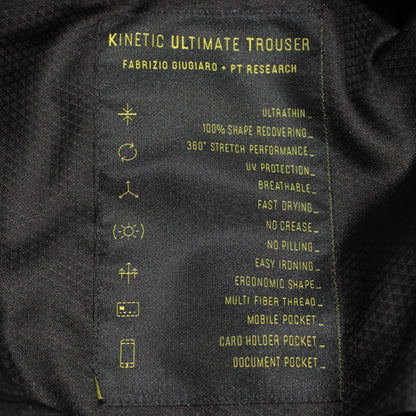 KINETIC ULTIMATE TROUSER
FABRIZIO GIUGIARO + PT RESEARCH
ULTRATHIN_
100% SHAPE RECOVERING_
360° STRETCH PERFORMANCE_
UV PROTECTION_
BREATHABLE_
FAST DRYING_
NO CREASE_
NO PILLING_
EASY IRONING_
ERGONOMIC SHAPE_
MULTI FIBER THREAD_
MOBILE POCKET_
CARD HOLDER POCKET_
DOCUMENT POCKET_